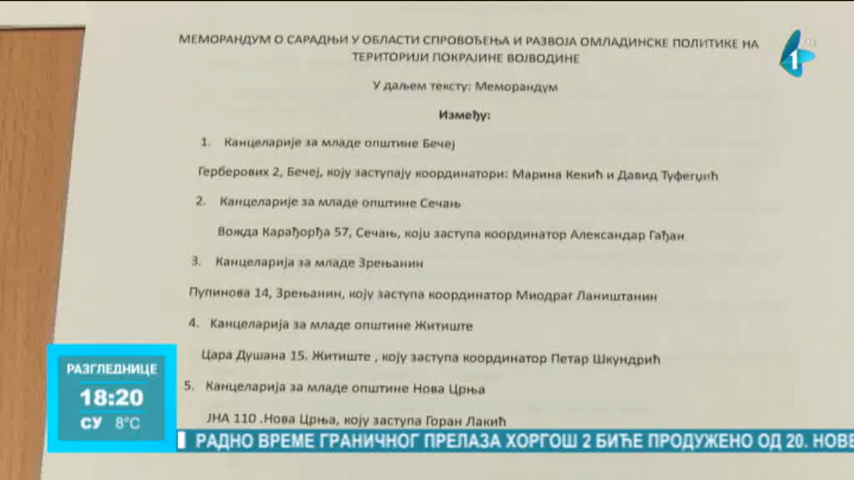 МЕМОРАНДУМ О САРАДЊИ У ОБЛАСТИ СПРОВОЂЕЊА И РАЗВОЈА ОМЛАДИНСКЕ ПОЛИТИКЕ НА
ТЕРИТОРИЈИ ПОКРАЈИНЕ ВОЈВОДИНЕ
У даљем тексту: Меморандум
Између:
1. Канцеларије за младе општине Бечеј
Герберових 2, Бечеј, коју заступају координатори: Марина Кекић и Давид Туфегџић
2. Канцеларије за младе општине Сечањ
Вожда Карађорђа 57, Сечањ, који заступа координатор Александар Гађан
3. Канцеларија за младе Зрењанин
Пупинова 14, Зрењанин, коју заступа координатор Миодраг Лаништанин
4. Канцеларија за младе општине Житиште
Цара Душана 15. Житиште , коју заступа координатор Петар Шкундрић
5. Канцеларија за младе општине Нова Црња
ЈНА 110 .Нова Црња, коју заступа Горан Лакић
1
РАЗГЛЕДНИЦЕ
18:20
СУ 8°C
РАДНО ВРЕМЕ ГРАНИЧНОГ ПРЕЛАЗА ХОРГОШ 2 БИЋЕ ПРОДУЖЕНО ОД 20. НОВЕ